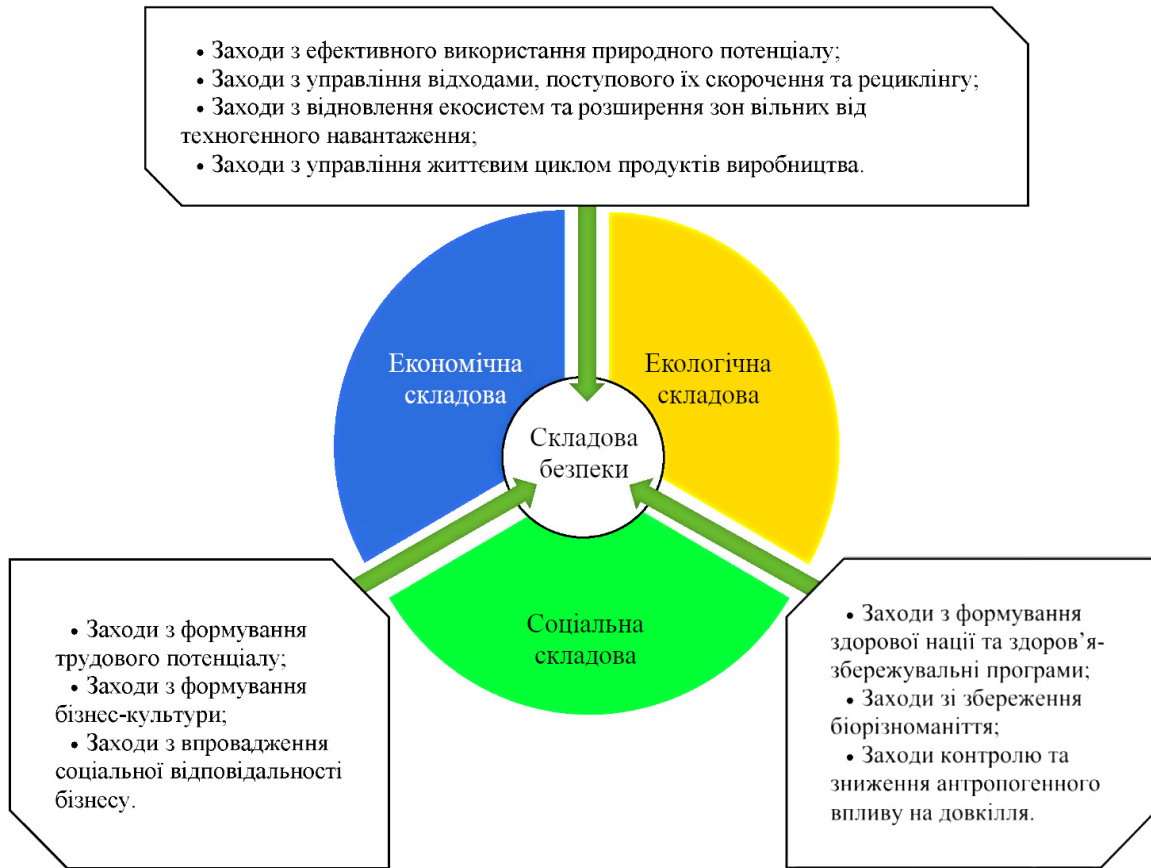 • Заходи з ефективного використання природного потенціалу;
• Заходи з управління відходами, поступового їх скорочення та рециклінгу;
• Заходи з відновлення екосистем та розширення зон вільних від
техногенного навантаження;
• Заходи з управління життєвим циклом продуктів виробництва.
Економічна
складова
Екологічна
складова
Складова
безпеки
Соціальна
складова
• Заходи з формування
трудового потенціалу;
• Заходи з формування
бізнес-культури;
• Заходи з впровадження
соціальної відповідальності
бізнесу.
• Заходи з формування
здорової нації та здоров’я-
збережувальні програми;
• Заходи зі збереження
біорізноманіття;
• Заходи контролю та
зниження антропогенного
впливу на довкілля.